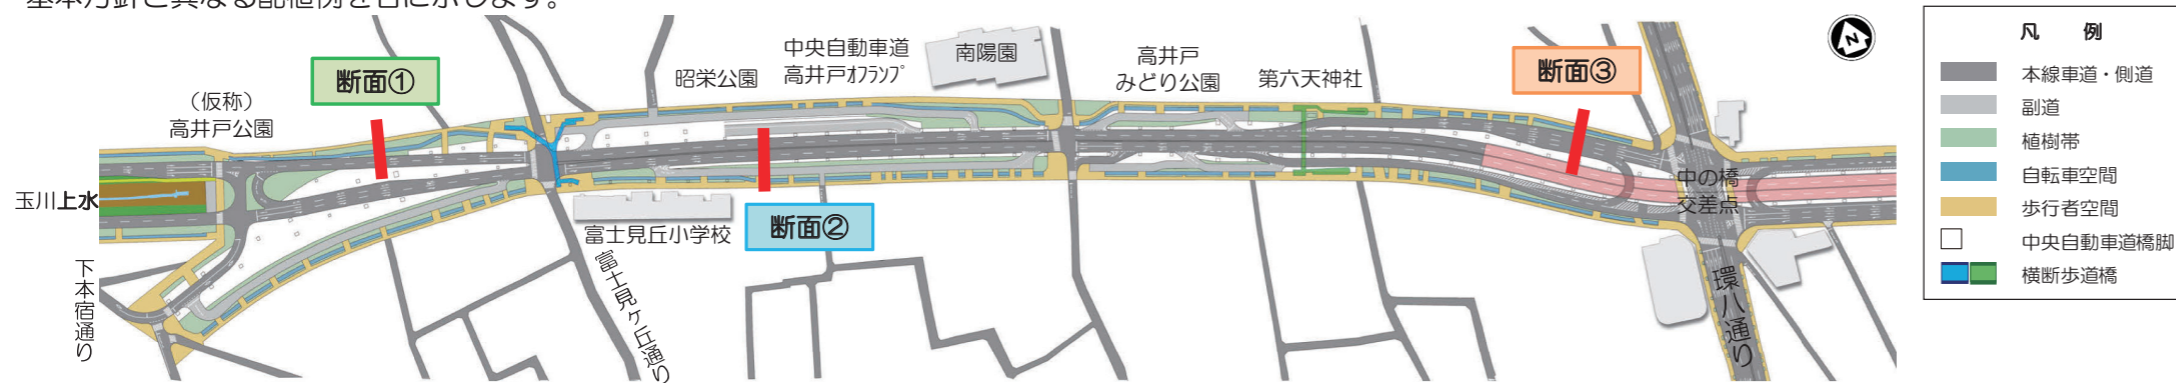 基本方針と異なる配植例を右に示します。
断面①
(仮称)
高井戸公園
玉川上水
下本宿通り
富士見丘小学校
富士見ヶ丘通り
昭栄公園
中央自動車道
高井戸ｵﾌﾗﾝﾌﾟ
断面②
南陽園
高井戸
みどり公園
第六天神社
断面③
中の橋
交差点
環八通り
N
凡 例
本線車道・側道
副道
植樹帯
自転車空間
歩行者空間
中央自動車道橋脚
横断歩道橋